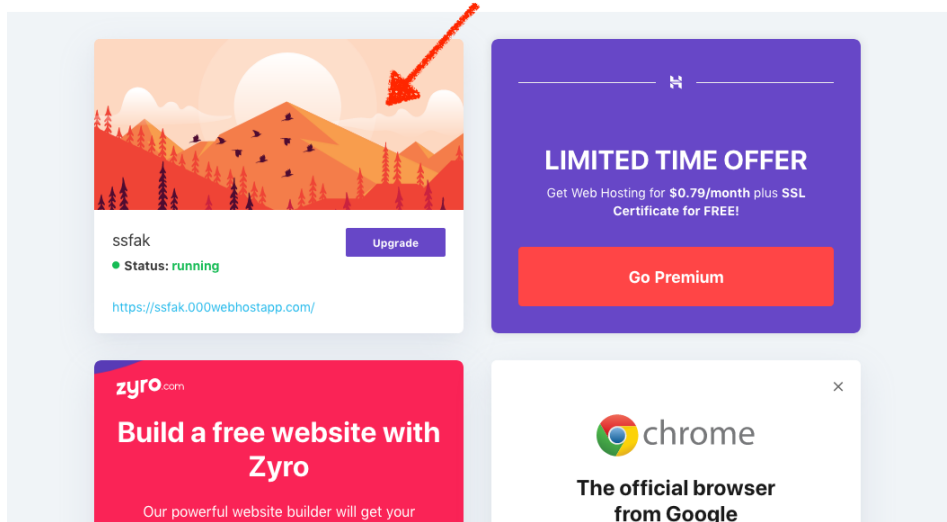 ssfak
Upgrade
Status: running
https://ssfak.000webhostapp.com/
LIMITED TIME OFFER
Get Web Hosting for $0.79/month plus SSL
Certificate for FREE!
Go Premium
zyro.com
Build a free website with
Zyro
Our powerful website builder will get your
chrome
The official browser
from Google